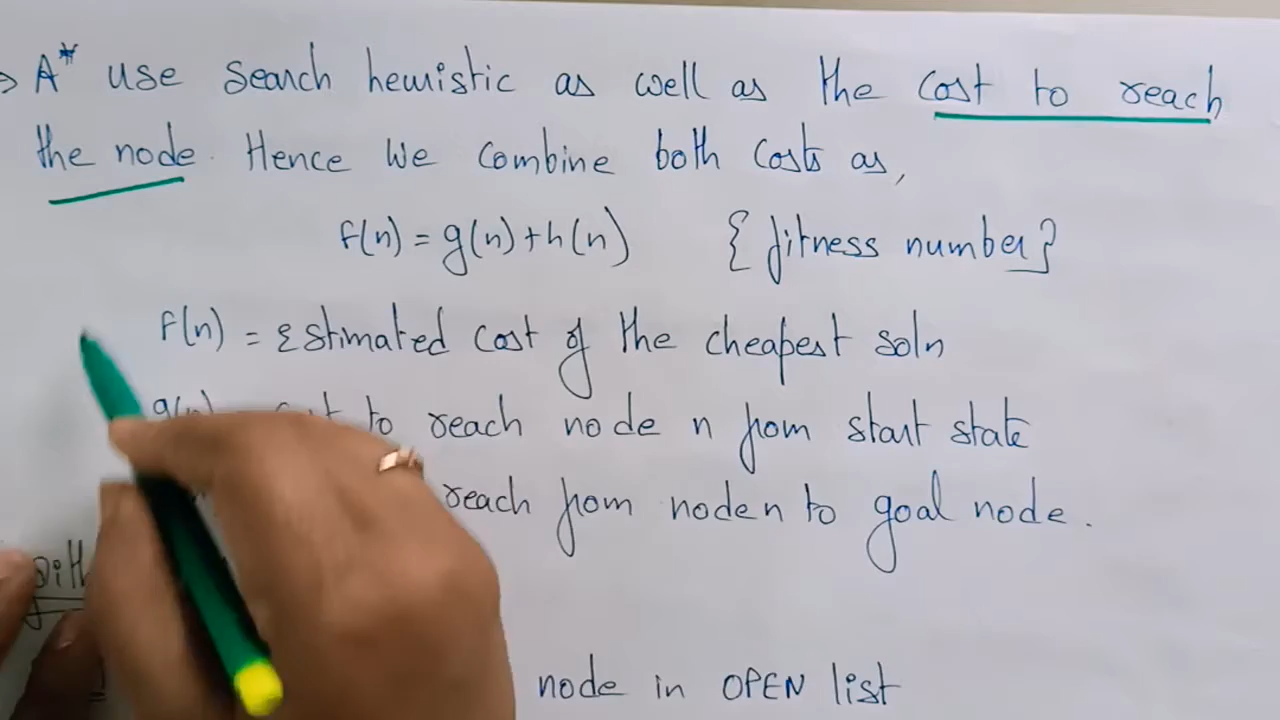 A* use search heuristic as well as the cost to reach
the node. Hence We combine both costs as,
f(n) = g(n) + h(n) { fitness number }
F(n) = Estimated cost of the cheapest soln
to reach node n from start state
reach from node n to goal node.
node in OPEN list